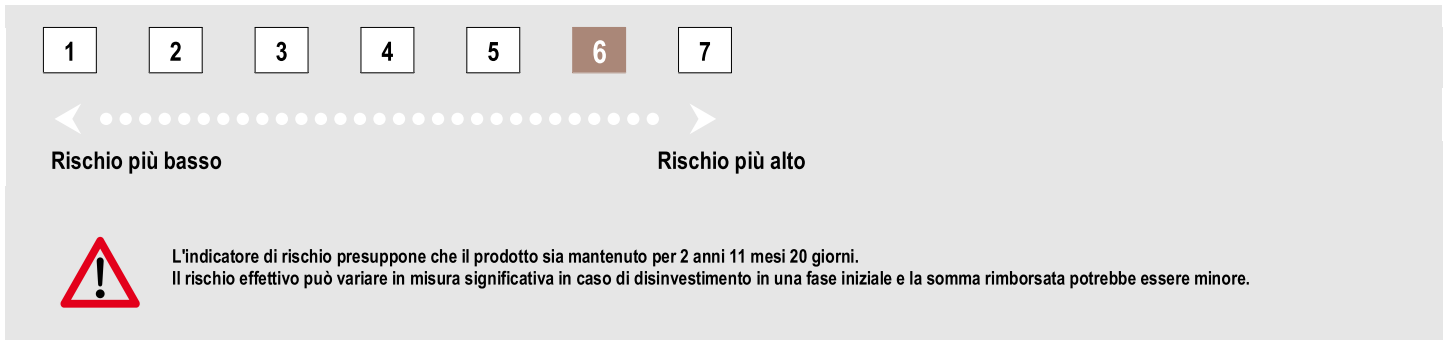 1 2 3 4 5 6 7
Rischio più basso Rischio più alto
L'indicatore di rischio presuppone che il prodotto sia mantenuto per 2 anni 11 mesi 20 giorni.
Il rischio effettivo può variare in misura significativa in caso di disinvestimento in una fase iniziale e la somma rimborsata potrebbe essere minore.